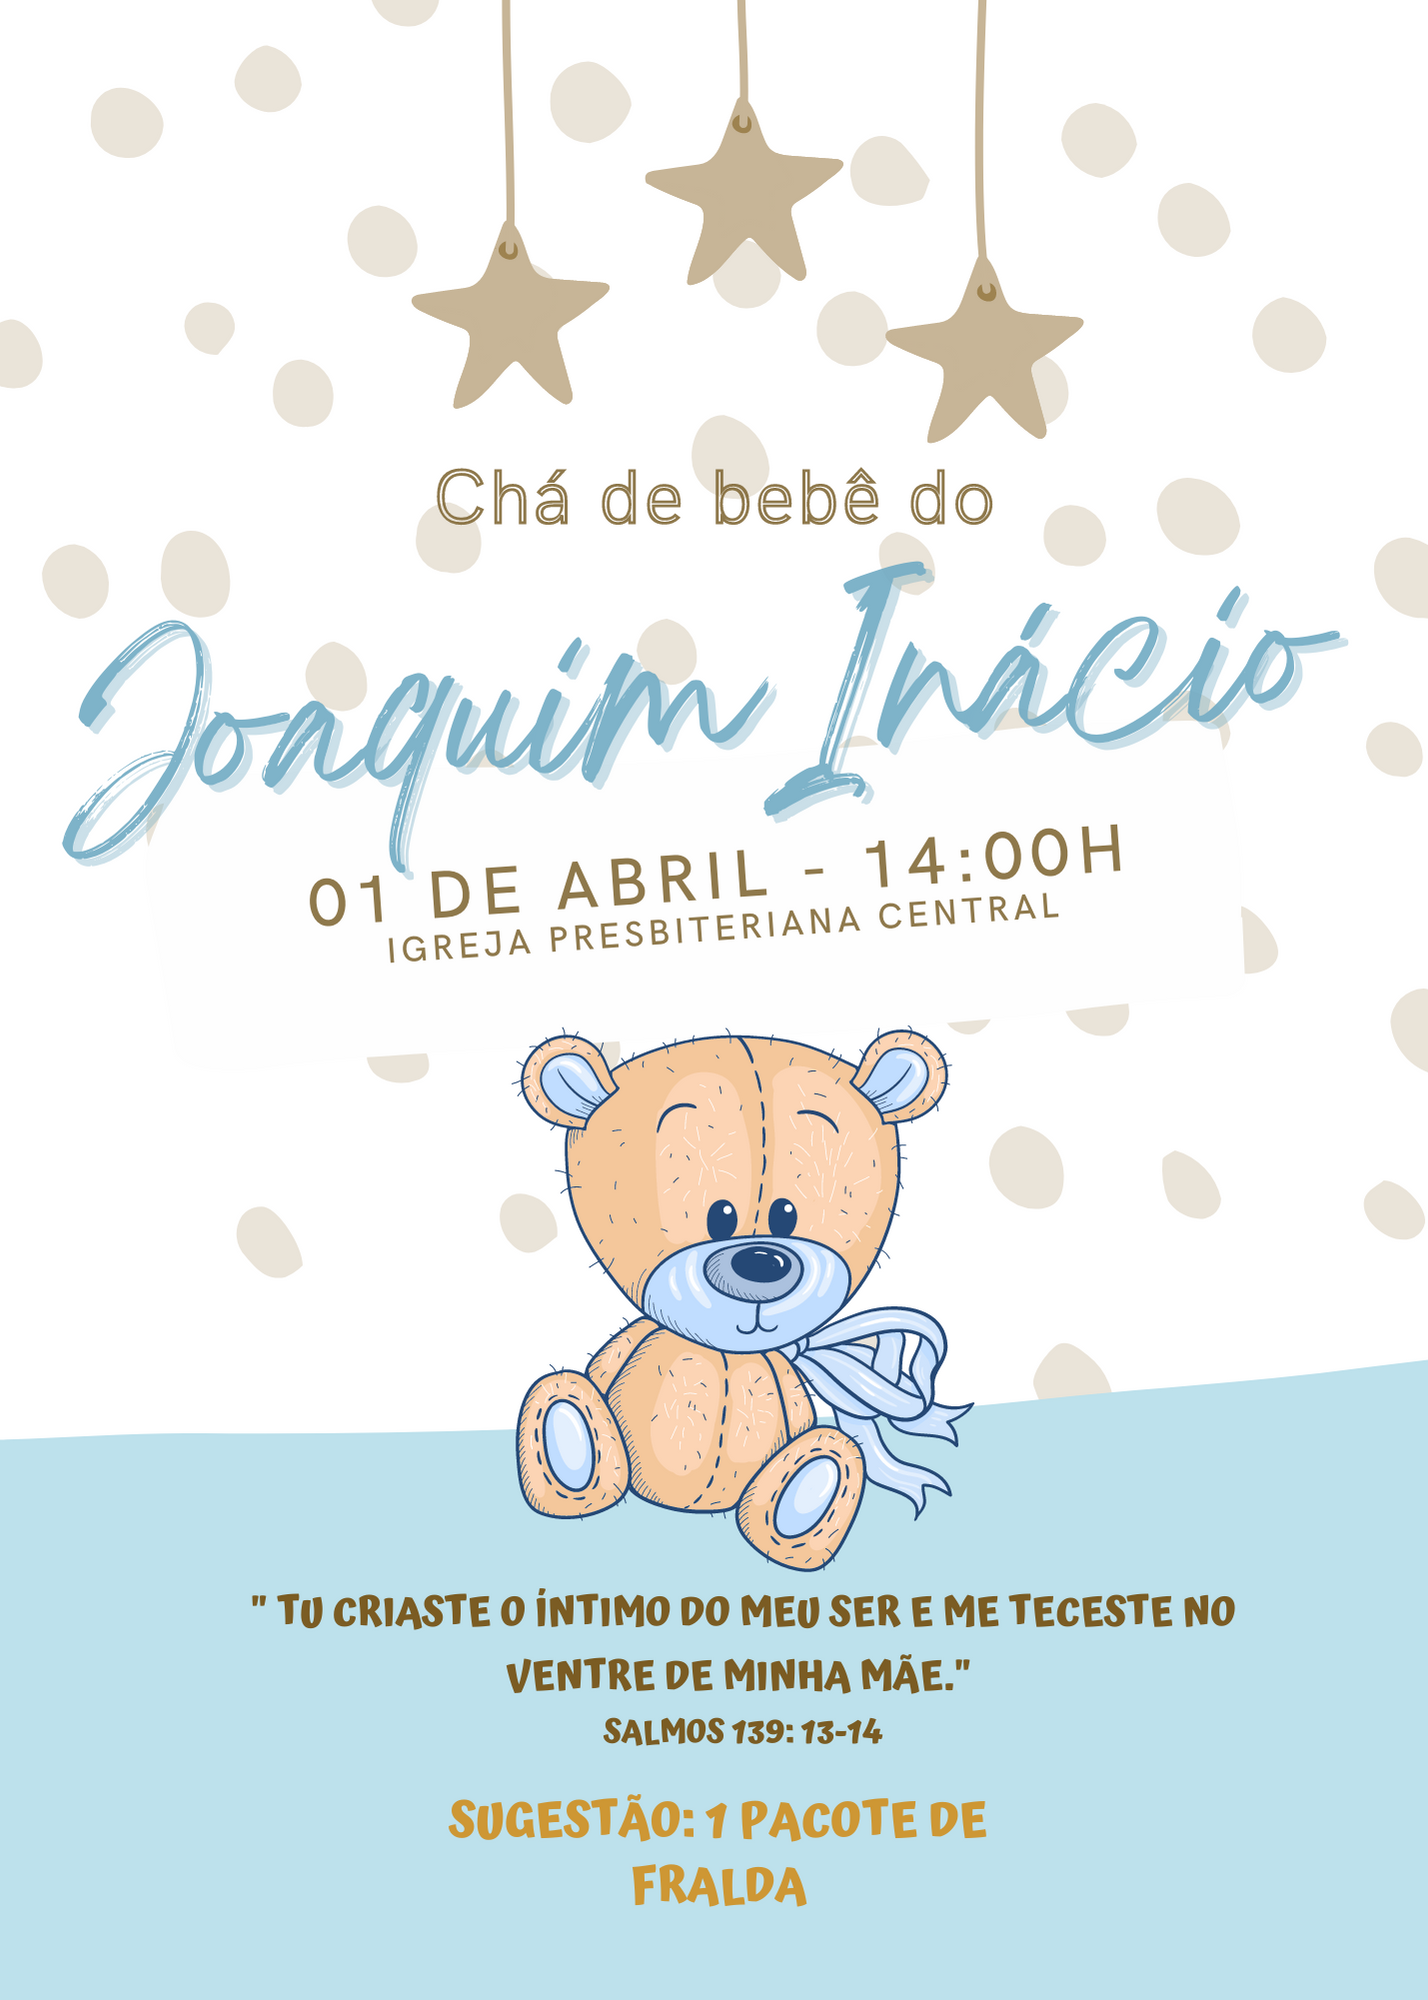 Chá de bebê do
Joaquim Inácio
01 DE ABRIL - 14:00H
IGREJA PRESBITERIANA CENTRAL
" TU CRIASTE O ÍNTIMO DO MEU SER E ME TECESTE NO
VENTRE DE MINHA MÃE."
SALMOS 139: 13-14
SUGESTÃO: 1 PACOTE DE
FRALDA